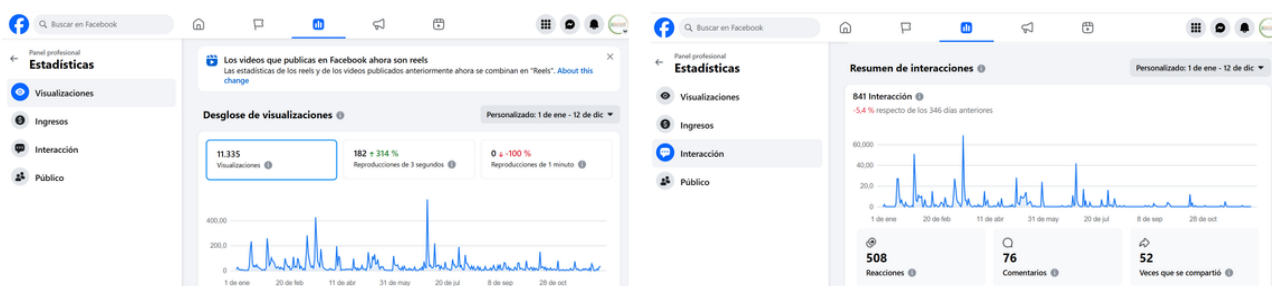 Buscar en Facebook
Panel profesional
Estadísticas
Visualizaciones
Ingresos
Interacción
Público
Los videos que publicas en Facebook ahora son reels
Las estadísticas de los reels y de los videos publicados anteriormente ahora se combinan en "Reels". About this
change
Desglose de visualizaciones
Personalizado: 1 de ene - 12 de dic
11.335
Visualizaciones
182 ↑ 314 %
Reproducciones de 3 segundos
0 ↓ -100 %
Reproducciones de 1 minuto
400,00
200,0
0
1 de ene 20 de feb 11 de abr 31 de may 20 de jul 8 de sep 28 de oct
Buscar en Facebook
Panel profesional
Estadísticas
Visualizaciones
Ingresos
Interacción
Público
Resumen de interacciones
Personalizado: 1 de ene - 12 de dic
841 Interacción
-5,4 % respecto de los 346 días anteriores
60,000
40,00
20,0
0
1 de ene 20 de feb 11 de abr 31 de may 20 de jul 8 de sep 28 de oct
508
Reacciones
76
Comentarios
52
Veces que se compartió